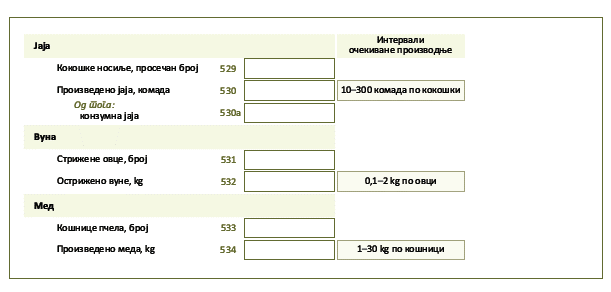 Јаја
Интервали
очекиване производње
Кокошке носиље, просечан број 529
Произведено јаја, комада 530 10–300 комада по кокошки
Од тога:
конзумна јаја 530а
Вуна
Стрижене овце, број 531
Острижено вуне, kg 532 0,1–2 kg по овци
Мед
Кошнице пчела, број 533
Произведено меда, kg 534 1–30 kg по кошници